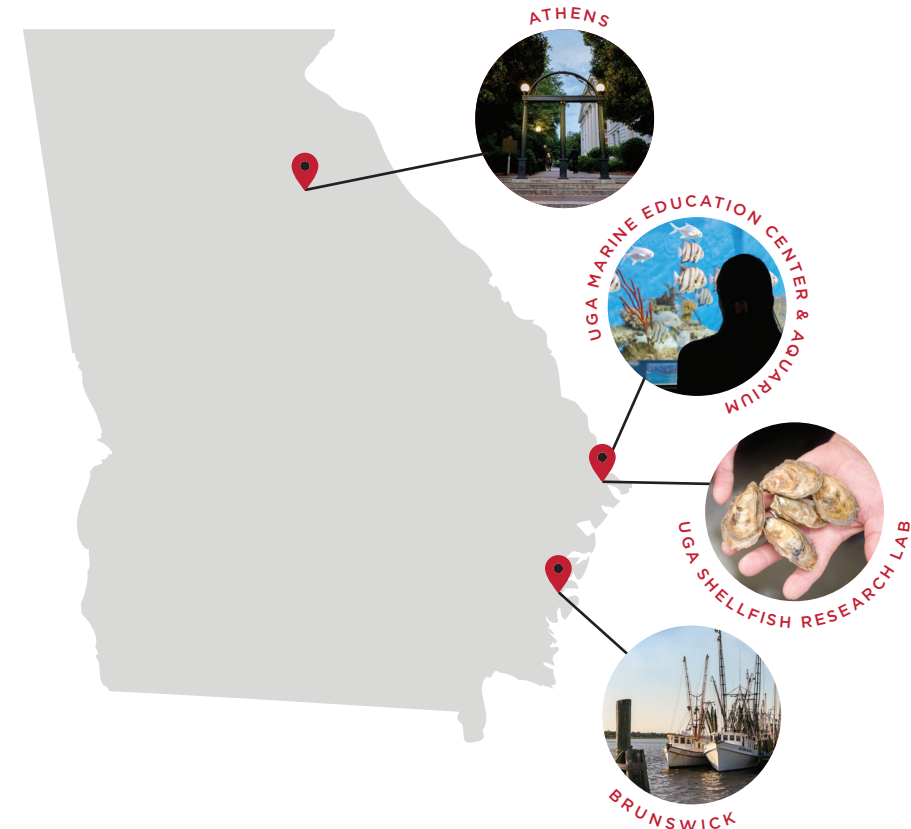 ATHENS
UGA MARINE EDUCATION CENTER & AQUARIUM
UGA SHELLFISH RESEARCH LAB
BRUNSWICK